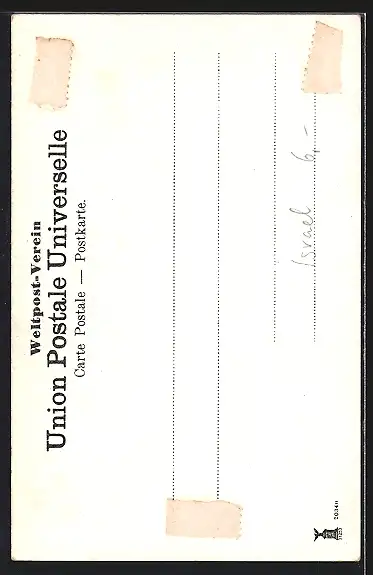 Weltpost-Verein
Union Postale Universelle
Carte Postale — Postkarte.
Israel 6,-